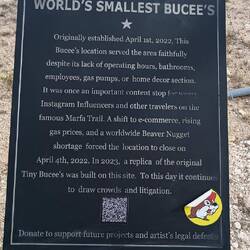 WORLD'S SMALLEST BUCEE'S
Originally established April 1st, 2022. This
Bucee's location served the area faithfully
despite its lack of operating hours, bathrooms,
employees, gas pumps, or home decor section.
It was once an important content stop for
Instagram Influencers and other travelers on the
famous Marfa Trail. A shift to e-commerce, rising
gas prices, and a worldwide Beaver Nugget
shortage forced the location to close on
April 4th, 2022. In 2023, a replica of the original
Tiny Bucee's was built on this site. To this day it continues
to draw crowds and litigation.
Donate to support future projects and artist's legal defense